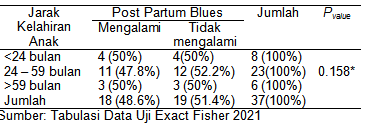 Jarak Post Partum Blues Jumlah Pvalue
Kelahiran Mengalami Tidak
Anak mengalami
<24 bulan 4 (50%) 4(50%) 8 (100%)
24 – 59 bulan 11 (47.8%) 12 (52.2%) 23(100%) 0.158*
>59 bulan 3 (50%) 3 (50%) 6 (100%)
Jumlah 18 (48.6%) 19 (51.4%) 37(100%)
Sumber: Tabulasi Data Uji Exact Fisher 2021